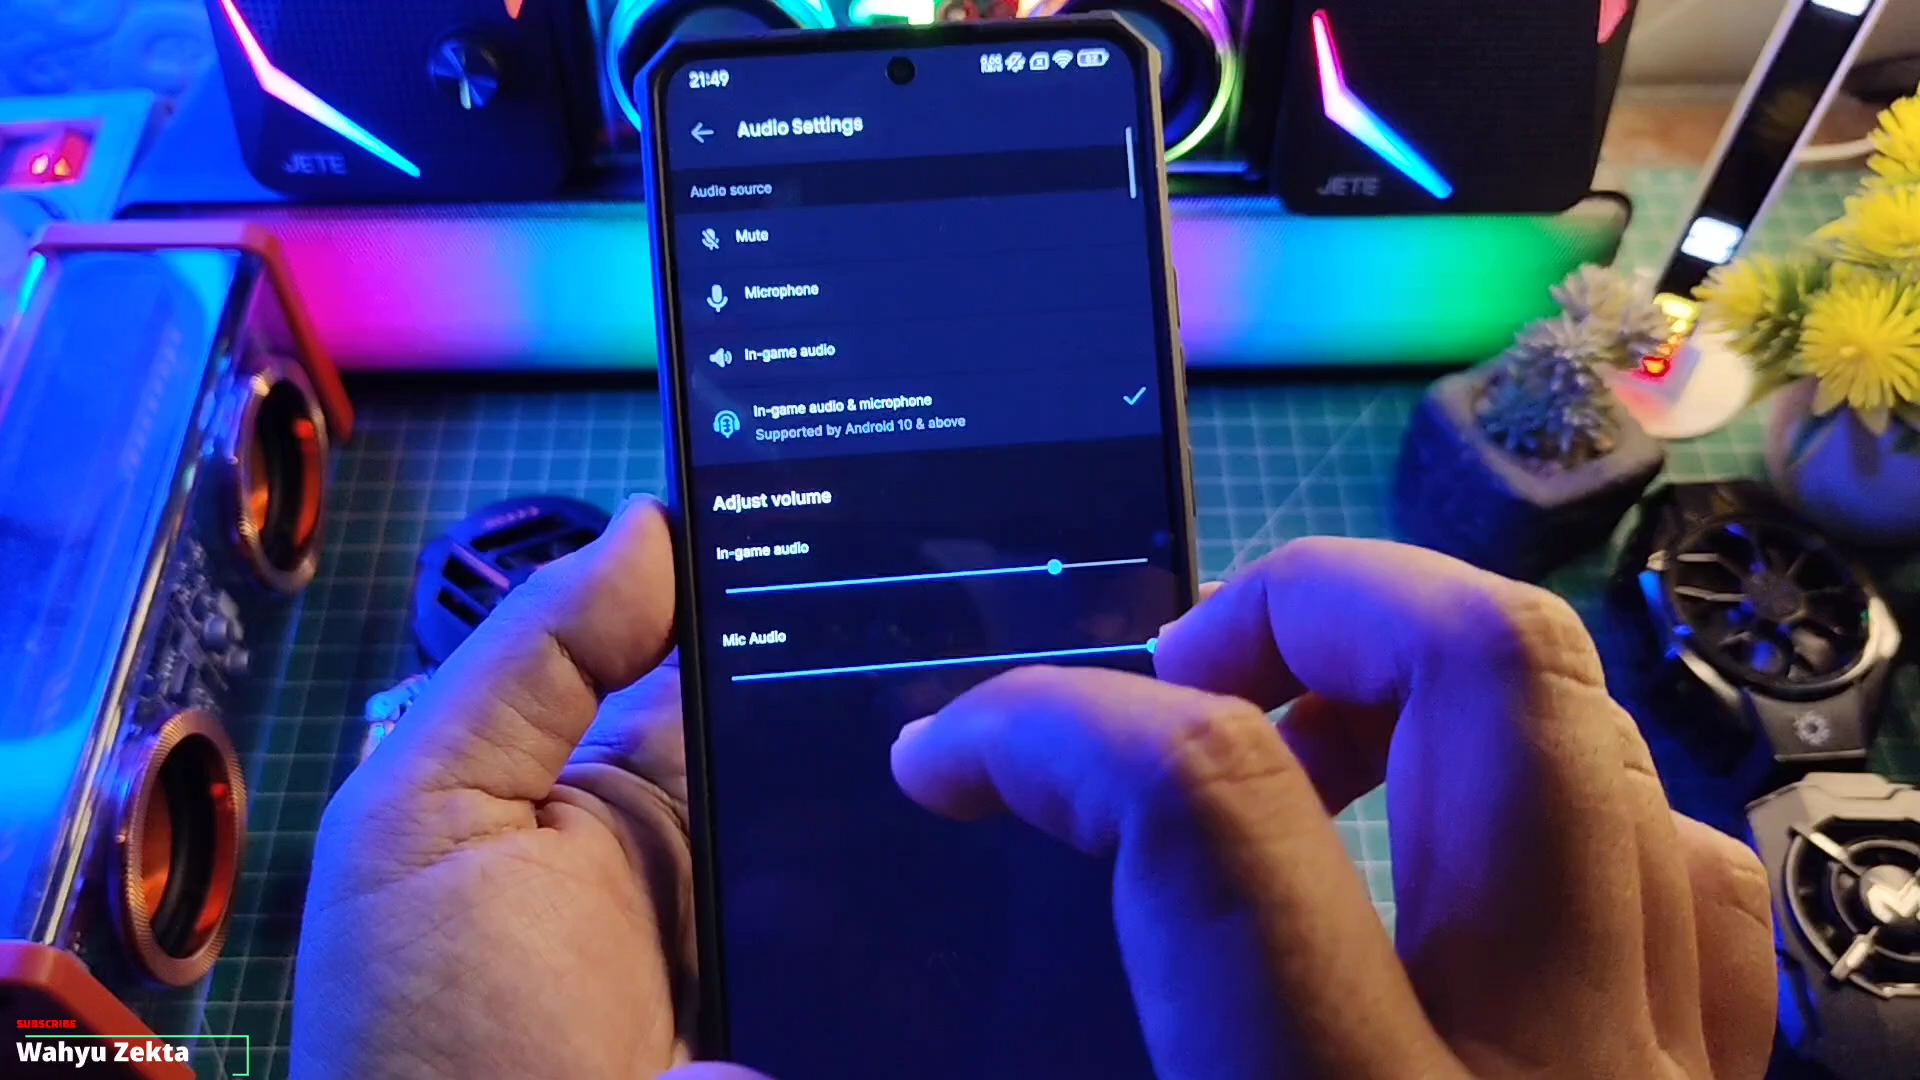 21:49
Audio Settings
Audio source
Mute
Microphone
In-game audio
In-game audio & microphone
Supported by Android 10 & above
Adjust volume
In-game audio
Mic Audio
JETE
JETE
SUBSCRIBE
Wahyu Zekta